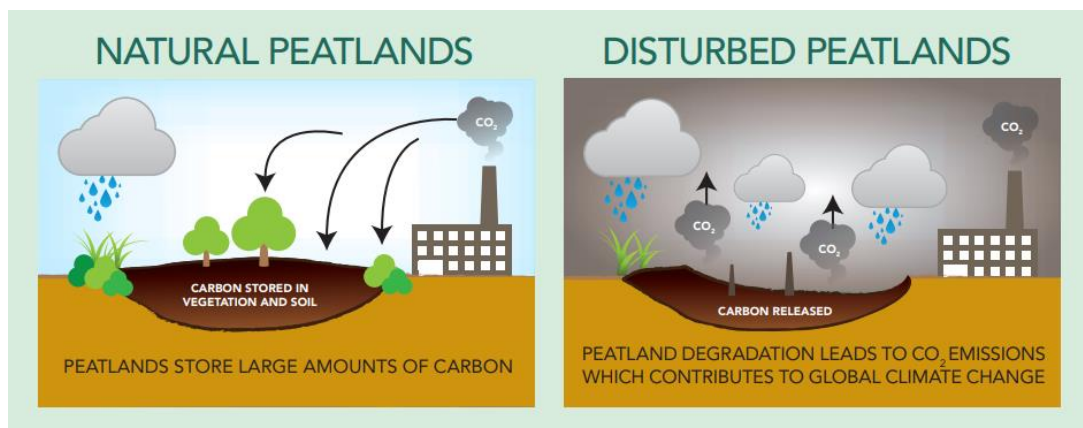 NATURAL PEATLANDS
CO₂
CARBON STORED IN
VEGETATION AND SOIL
PEATLANDS STORE LARGE AMOUNTS OF CARBON
DISTURBED PEATLANDS
CO₂
CO₂
CO₂
CARBON RELEASED
PEATLAND DEGRADATION LEADS TO CO₂ EMISSIONS
WHICH CONTRIBUTES TO GLOBAL CLIMATE CHANGE